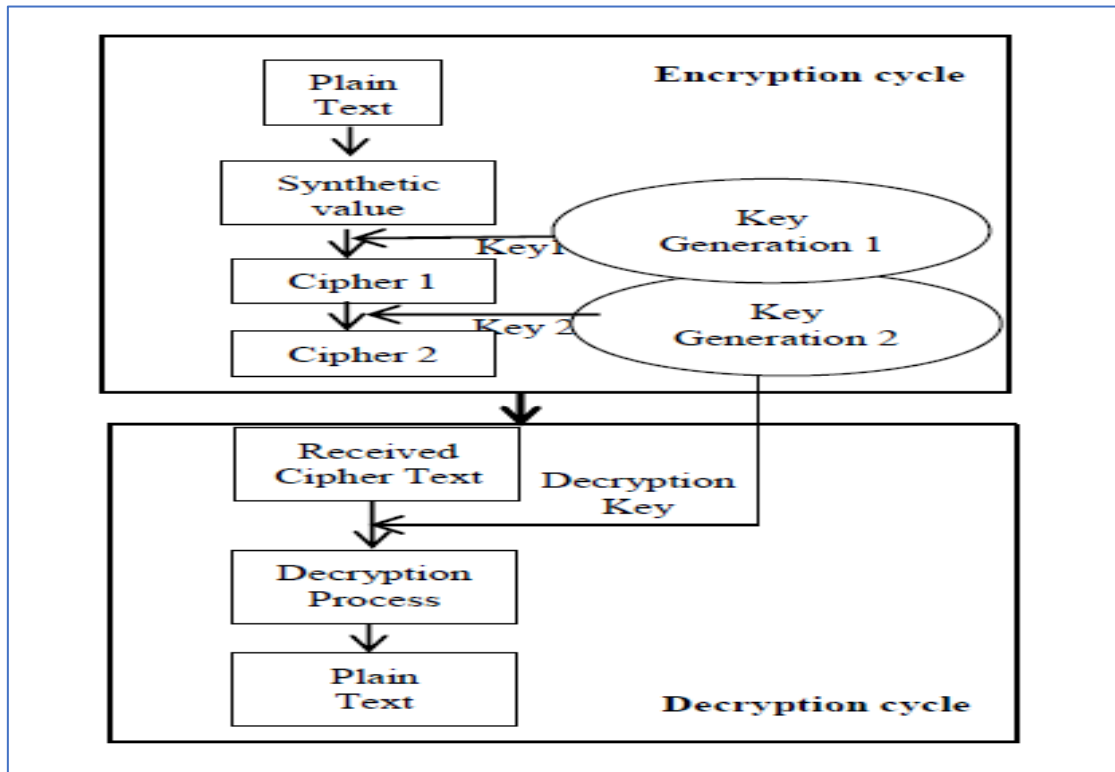 Encryption cycle
Plain
Text
Synthetic
value
Key
Generation 1
Key1
Cipher 1
Key
Generation 2
Key 2
Cipher 2
Received
Cipher Text
Decryption
Key
Decryption
Process
Plain
Text
Decryption cycle